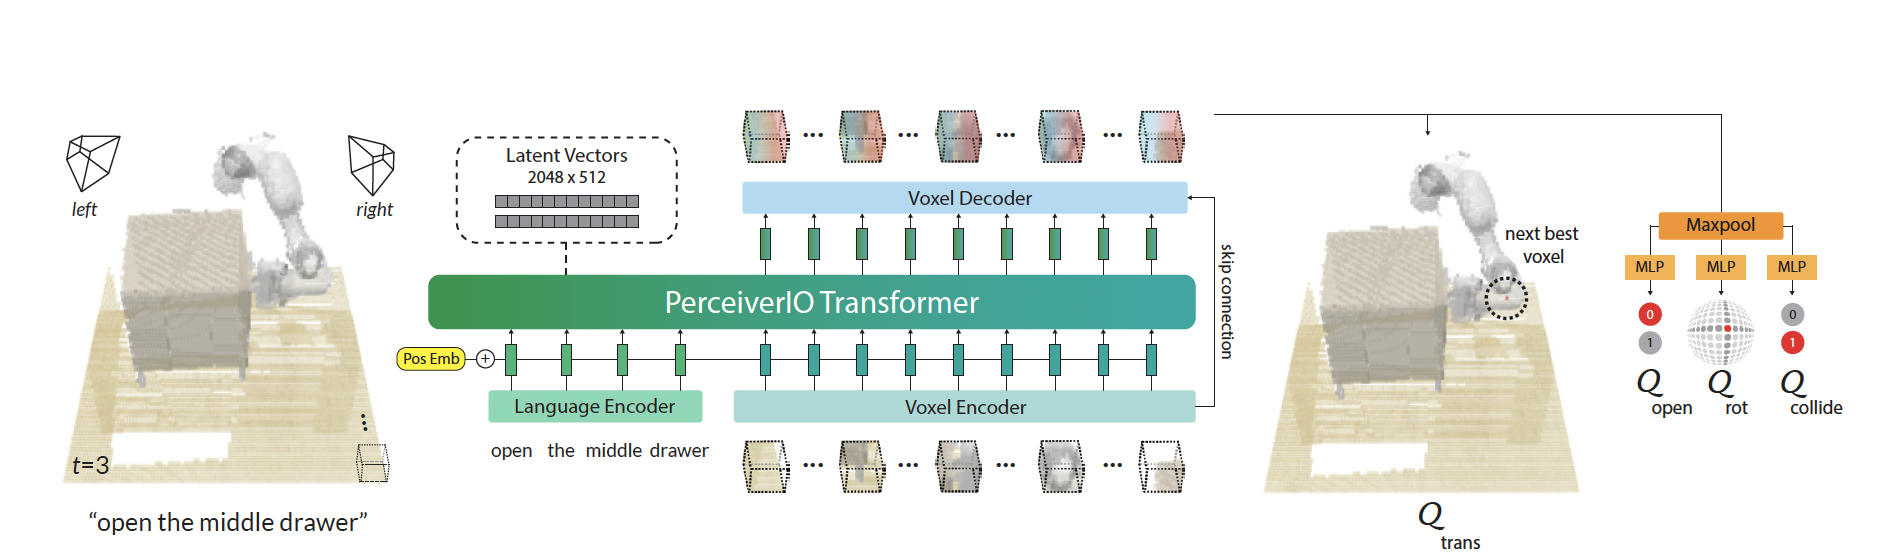 left
right
t=3
“open the middle drawer”
Latent Vectors
2048 x 512
PerceiverIO Transformer
Pos Emb
+
Language Encoder
open the middle drawer
Voxel Decoder
Voxel Encoder
skip connection
next best
voxel
Q trans
Maxpool
MLP MLP MLP
0 0
1 1
Q open Q rot Q collide